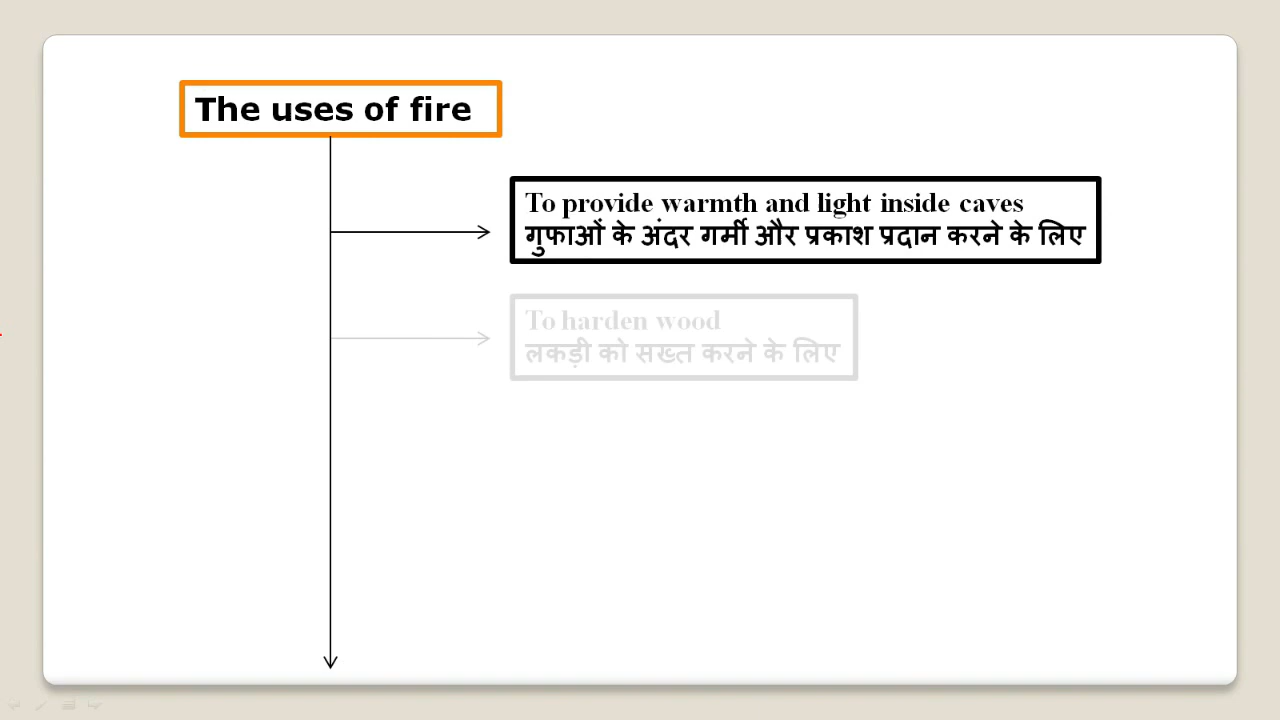 The uses of fire
To provide warmth and light inside caves
गुफाओं के अंदर गर्मी और प्रकाश प्रदान करने के लिए
To harden wood
लकड़ी को सख्त करने के लिए